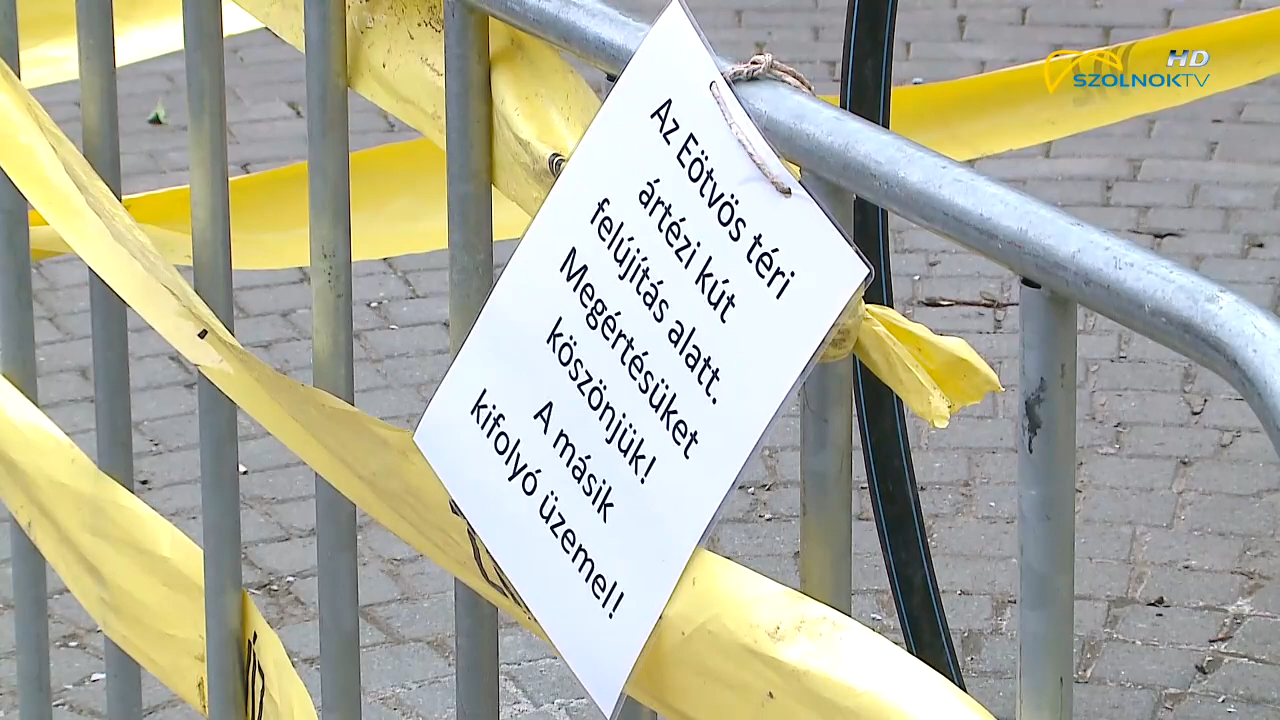 HD
SZOLNOKTV
Az Eötvös téri
ártézi kút
felújítás alatt.
Megértésüket
köszönjük!
A másik
kifolyó üzemel!